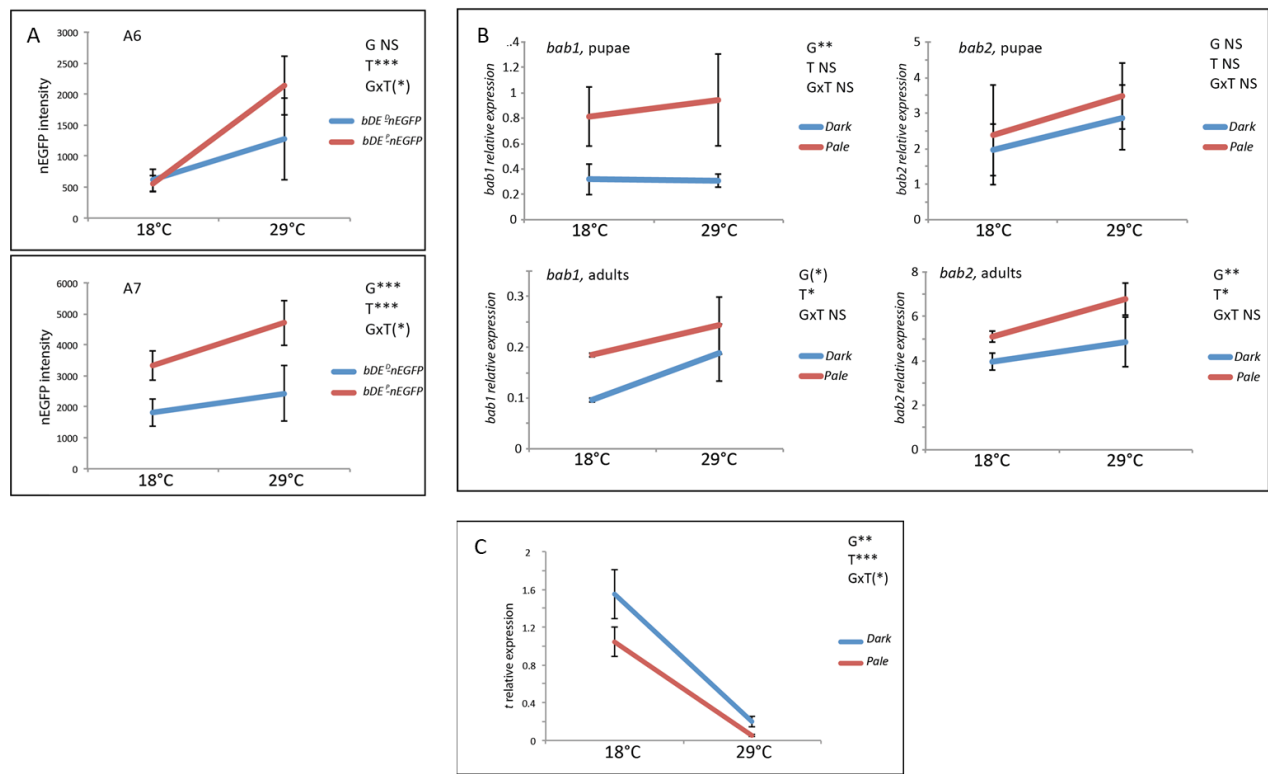 A
A6
G NS
T***
GxT(*)
nEGFP intensity
3000
2500
2000
1500
1000
500
0
18°C
29°C
bDE D-nEGFP
bDE P-nEGFP
A7
G***
T***
GxT(*)
nEGFP intensity
6000
5000
4000
3000
2000
1000
0
18°C
29°C
bDE D-nEGFP
bDE P-nEGFP
B
bab1, pupae
G**
T NS
GxT NS
bab1 relative expression
..4
1.2
1
0.8
0.6
0.4
0.2
0
18°C
29°C
Dark
Pale
bab2, pupae
G NS
T NS
GxT NS
bab2 relative expression
5
4
3
2
1
0
18°C
29°C
Dark
Pale
bab1, adults
G(*)
T*
GxT NS
bab1 relative expression
0.3
0.2
0.1
0
18°C
29°C
Dark
Pale
bab2, adults
G**
T*
GxT NS
bab2 relative expression
8
6
4
2
0
18°C
29°C
Dark
Pale
C
G**
T***
GxT(*)
t relative expression
2
1.6
1.2
0.8
0.4
0
18°C
29°C
Dark
Pale